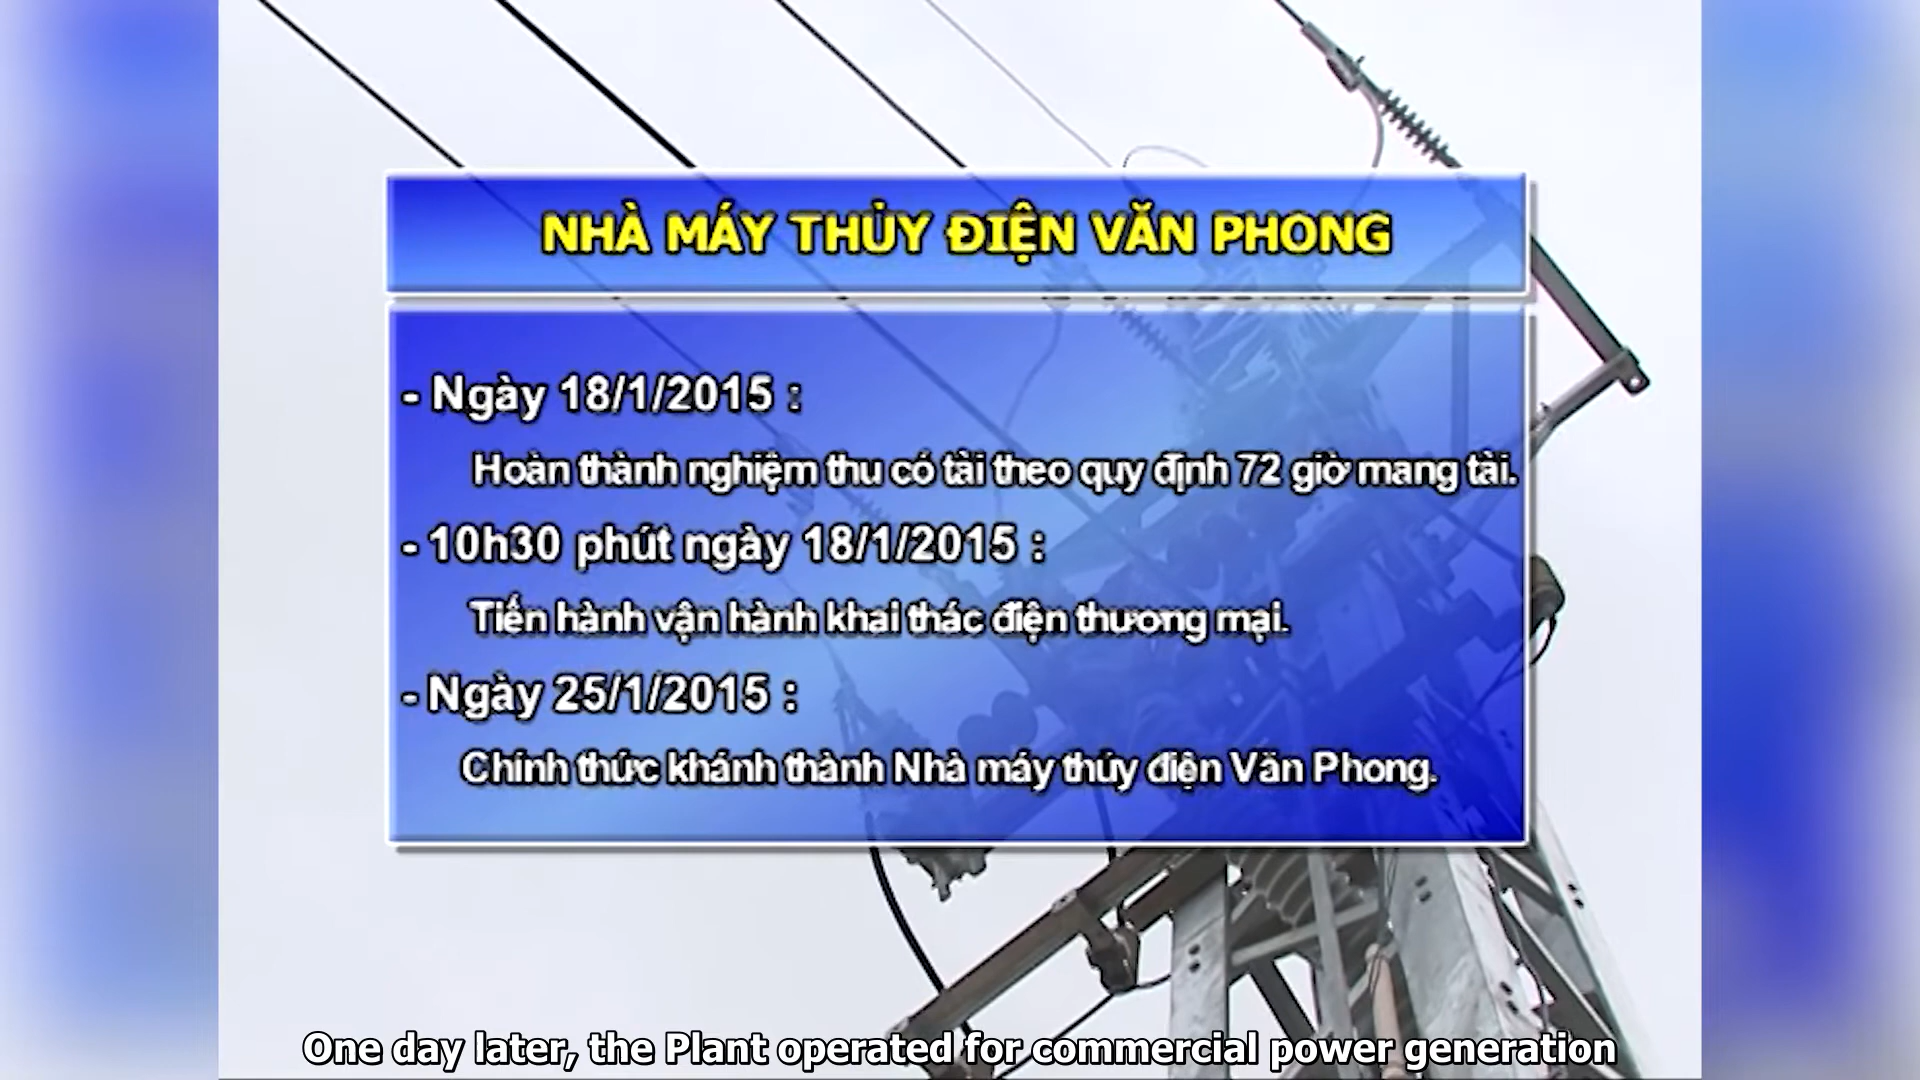 NHÀ MÁY THỦY ĐIỆN VĂN PHONG
- Ngày 18/1/2015 :
Hoàn thành nghiệm thu có tải theo quy định 72 giờ mang tải.
- 10h30 phút ngày 18/1/2015 :
Tiến hành vận hành khai thác điện thương mại.
- Ngày 25/1/2015 :
Chính thức khánh thành Nhà máy thủy điện Văn Phong.
One day later, the Plant operated for commercial power generation